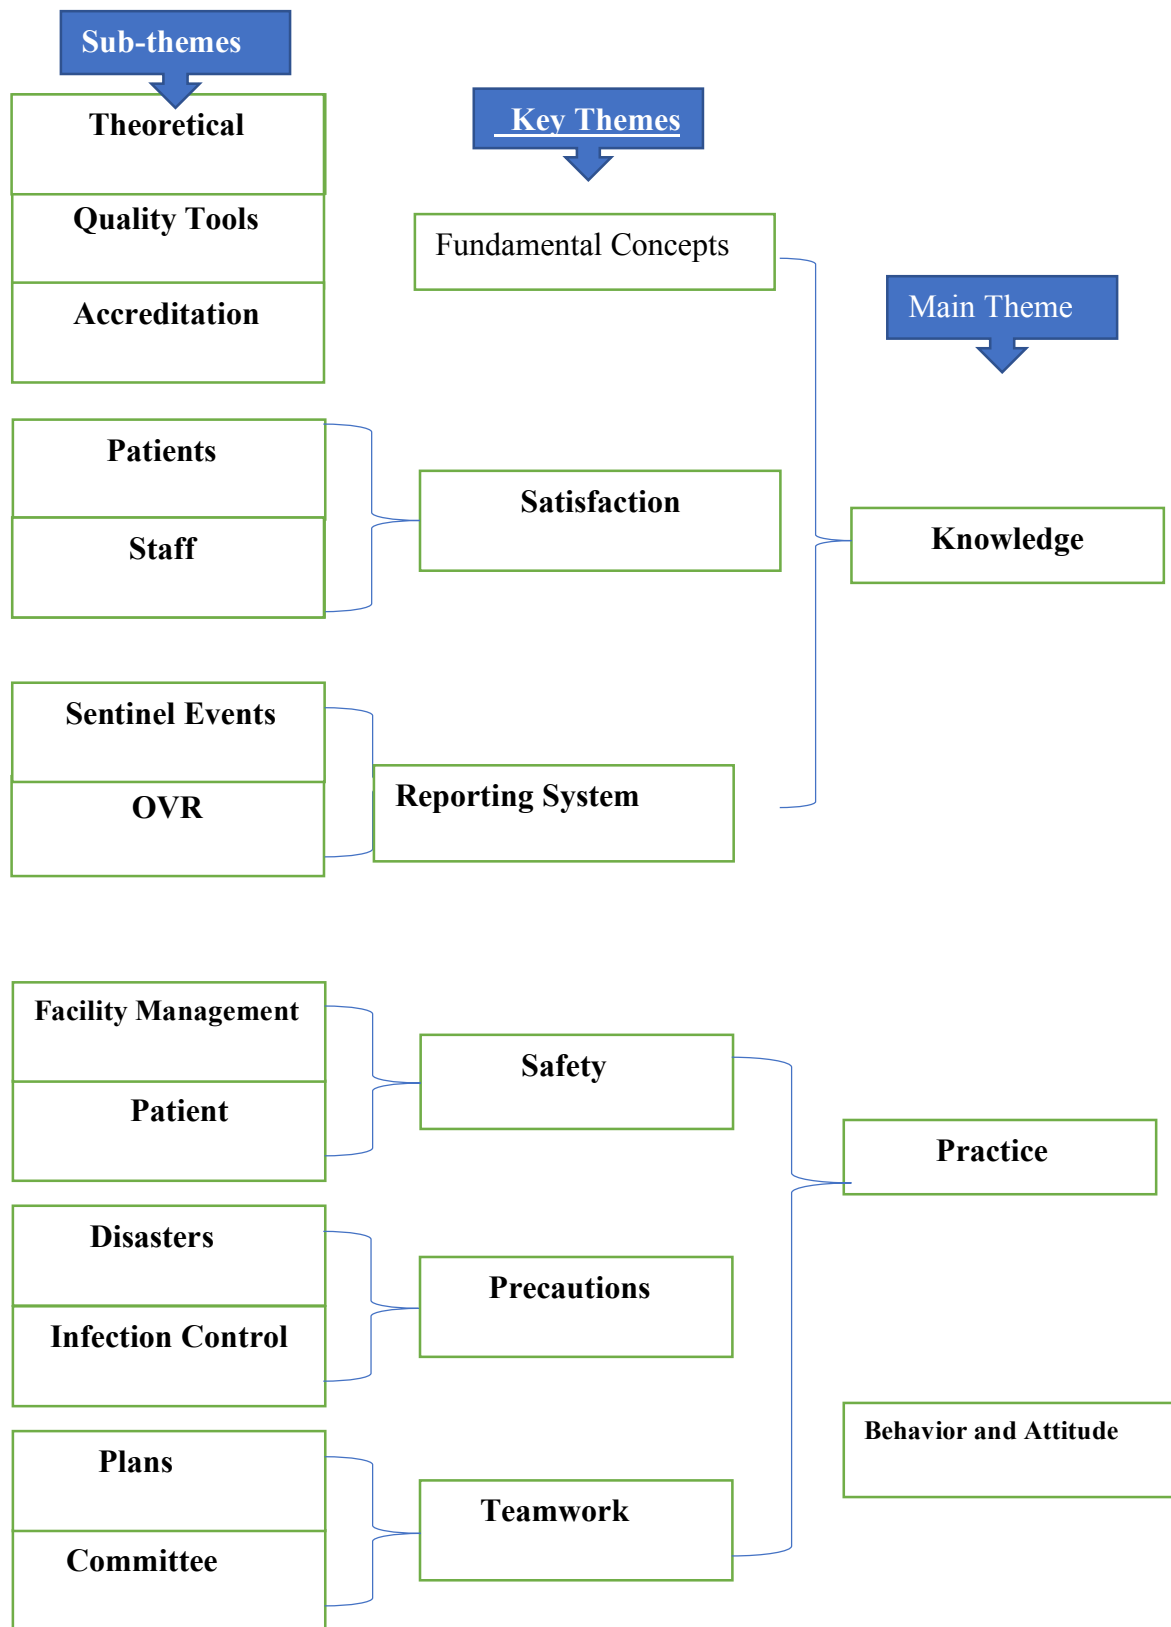 Sub-themes
Key Themes
Main Theme
Theoretical
Quality Tools
Accreditation
Fundamental Concepts
Patients
Staff
Satisfaction
Knowledge
Sentinel Events
OVR
Reporting System
Facility Management
Patient
Safety
Practice
Disasters
Infection Control
Precautions
Behavior and Attitude
Plans
Committee
Teamwork